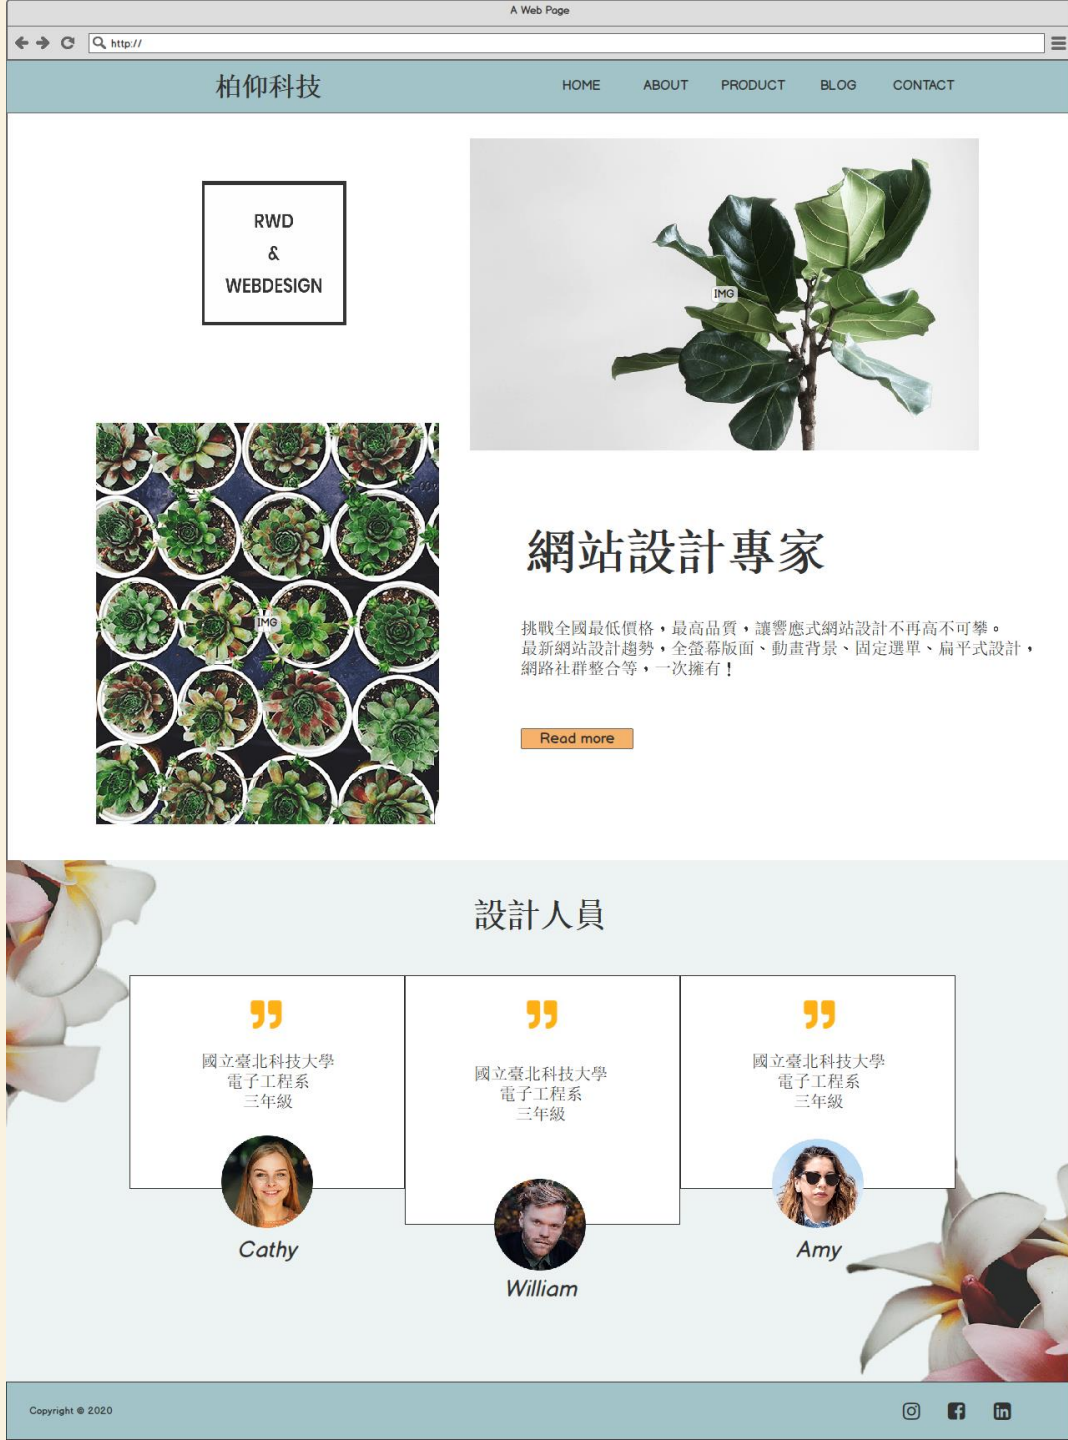 A Web Page
http://
柏仰科技
HOME ABOUT PRODUCT BLOG CONTACT
RWD
&
WEBDESIGN
IMG
IMG
網站設計專家
挑戰全國最低價格，最高品質，讓響應式網站設計不再高不可攀。
最新網站設計趨勢，全螢幕版面、動畫背景、固定選單、扁平式設計，
網路社群整合等，一次擁有！
Read more
設計人員
國立臺北科技大學
電子工程系
三年級
Cathy
國立臺北科技大學
電子工程系
三年級
William
國立臺北科技大學
電子工程系
三年級
Amy
Copyright © 2020